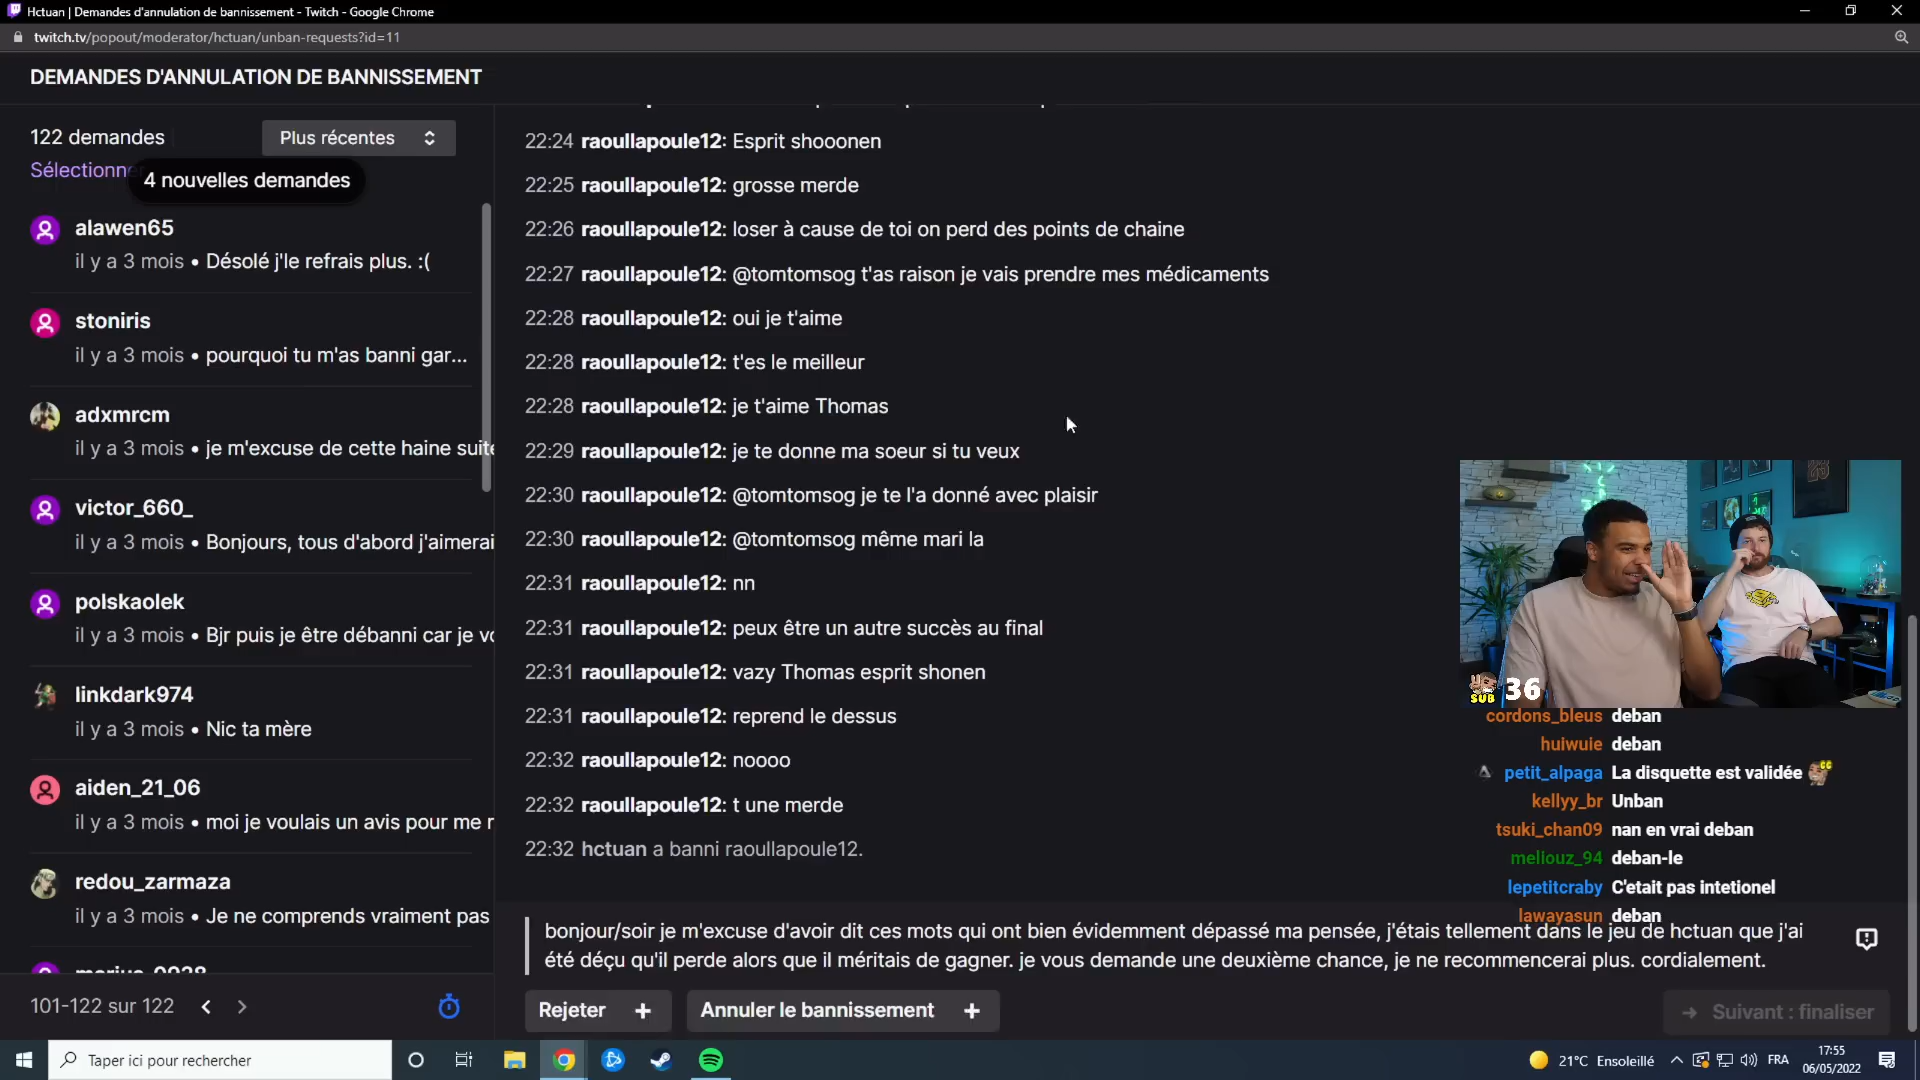 Hctuan | Demandes d'annulation de bannissement - Twitch - Google Chrome
twitch.tv/popout/moderator/hctuan/unban-requests?id=11
DEMANDES D'ANNULATION DE BANNISSEMENT
122 demandes
Plus récentes
Sélectionne
4 nouvelles demandes
alawen65
il y a 3 mois • Désolé j'le refrais plus. :(
stoniris
il y a 3 mois • pourquoi tu m'as banni gar...
adxmrcm
il y a 3 mois • je m'excuse de cette haine suite
victor_660_
il y a 3 mois • Bonjours, tous d'abord j'aimerai
polskaolek
il y a 3 mois • Bjr puis je être débanni car je vo
linkdark974
il y a 3 mois • Nic ta mère
aiden_21_06
il y a 3 mois • moi je voulais un avis pour me r
redou_zarmaza
il y a 3 mois • Je ne comprends vraiment pas
101-122 sur 122
22:24 raoullapoule12: Esprit shooonen
22:25 raoullapoule12: grosse merde
22:26 raoullapoule12: loser à cause de toi on perd des points de chaine
22:27 raoullapoule12: @tomtomsog t'as raison je vais prendre mes médicaments
22:28 raoullapoule12: oui je t'aime
22:28 raoullapoule12: t'es le meilleur
22:28 raoullapoule12: je t'aime Thomas
22:29 raoullapoule12: je te donne ma soeur si tu veux
22:30 raoullapoule12: @tomtomsog je te l'a donné avec plaisir
22:30 raoullapoule12: @tomtomsog même mari la
22:31 raoullapoule12: nn
22:31 raoullapoule12: peux être un autre succès au final
22:31 raoullapoule12: vazy Thomas esprit shonen
22:31 raoullapoule12: reprend le dessus
22:32 raoullapoule12: noooo
22:32 raoullapoule12: t une merde
22:32 hctuan a banni raoullapoule12.
bonjour/soir je m'excuse d'avoir dit ces mots qui ont bien évidemment dépassé ma pensée, j'étais tellement dans le jeu de hctuan que j'ai
été déçu qu'il perde alors que il méritais de gagner. je vous demande une deuxième chance, je ne recommencerai plus. cordialement.
Rejeter +
Annuler le bannissement +
Suivant : finaliser
SUB 36
cordons_bleus deban
huiwuie deban
petit_alpaga La disquette est validée
kellyy_br Unban
tsuki_chan09 nan en vrai deban
meliouz_94 deban-le
lepetitcraby C'etait pas intetionel
lawayasun deban
Taper ici pour rechercher
21°C Ensoleillé
FRA
17:55
06/05/2022